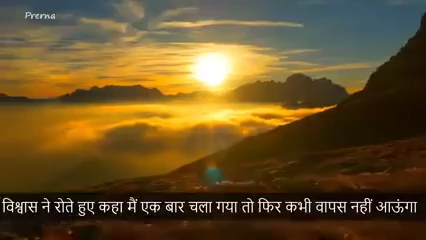 Prerna
विश्वास ने रोते हुए कहा मैं एक बार चला गया तो फिर कभी वापस नहीं आऊंगा